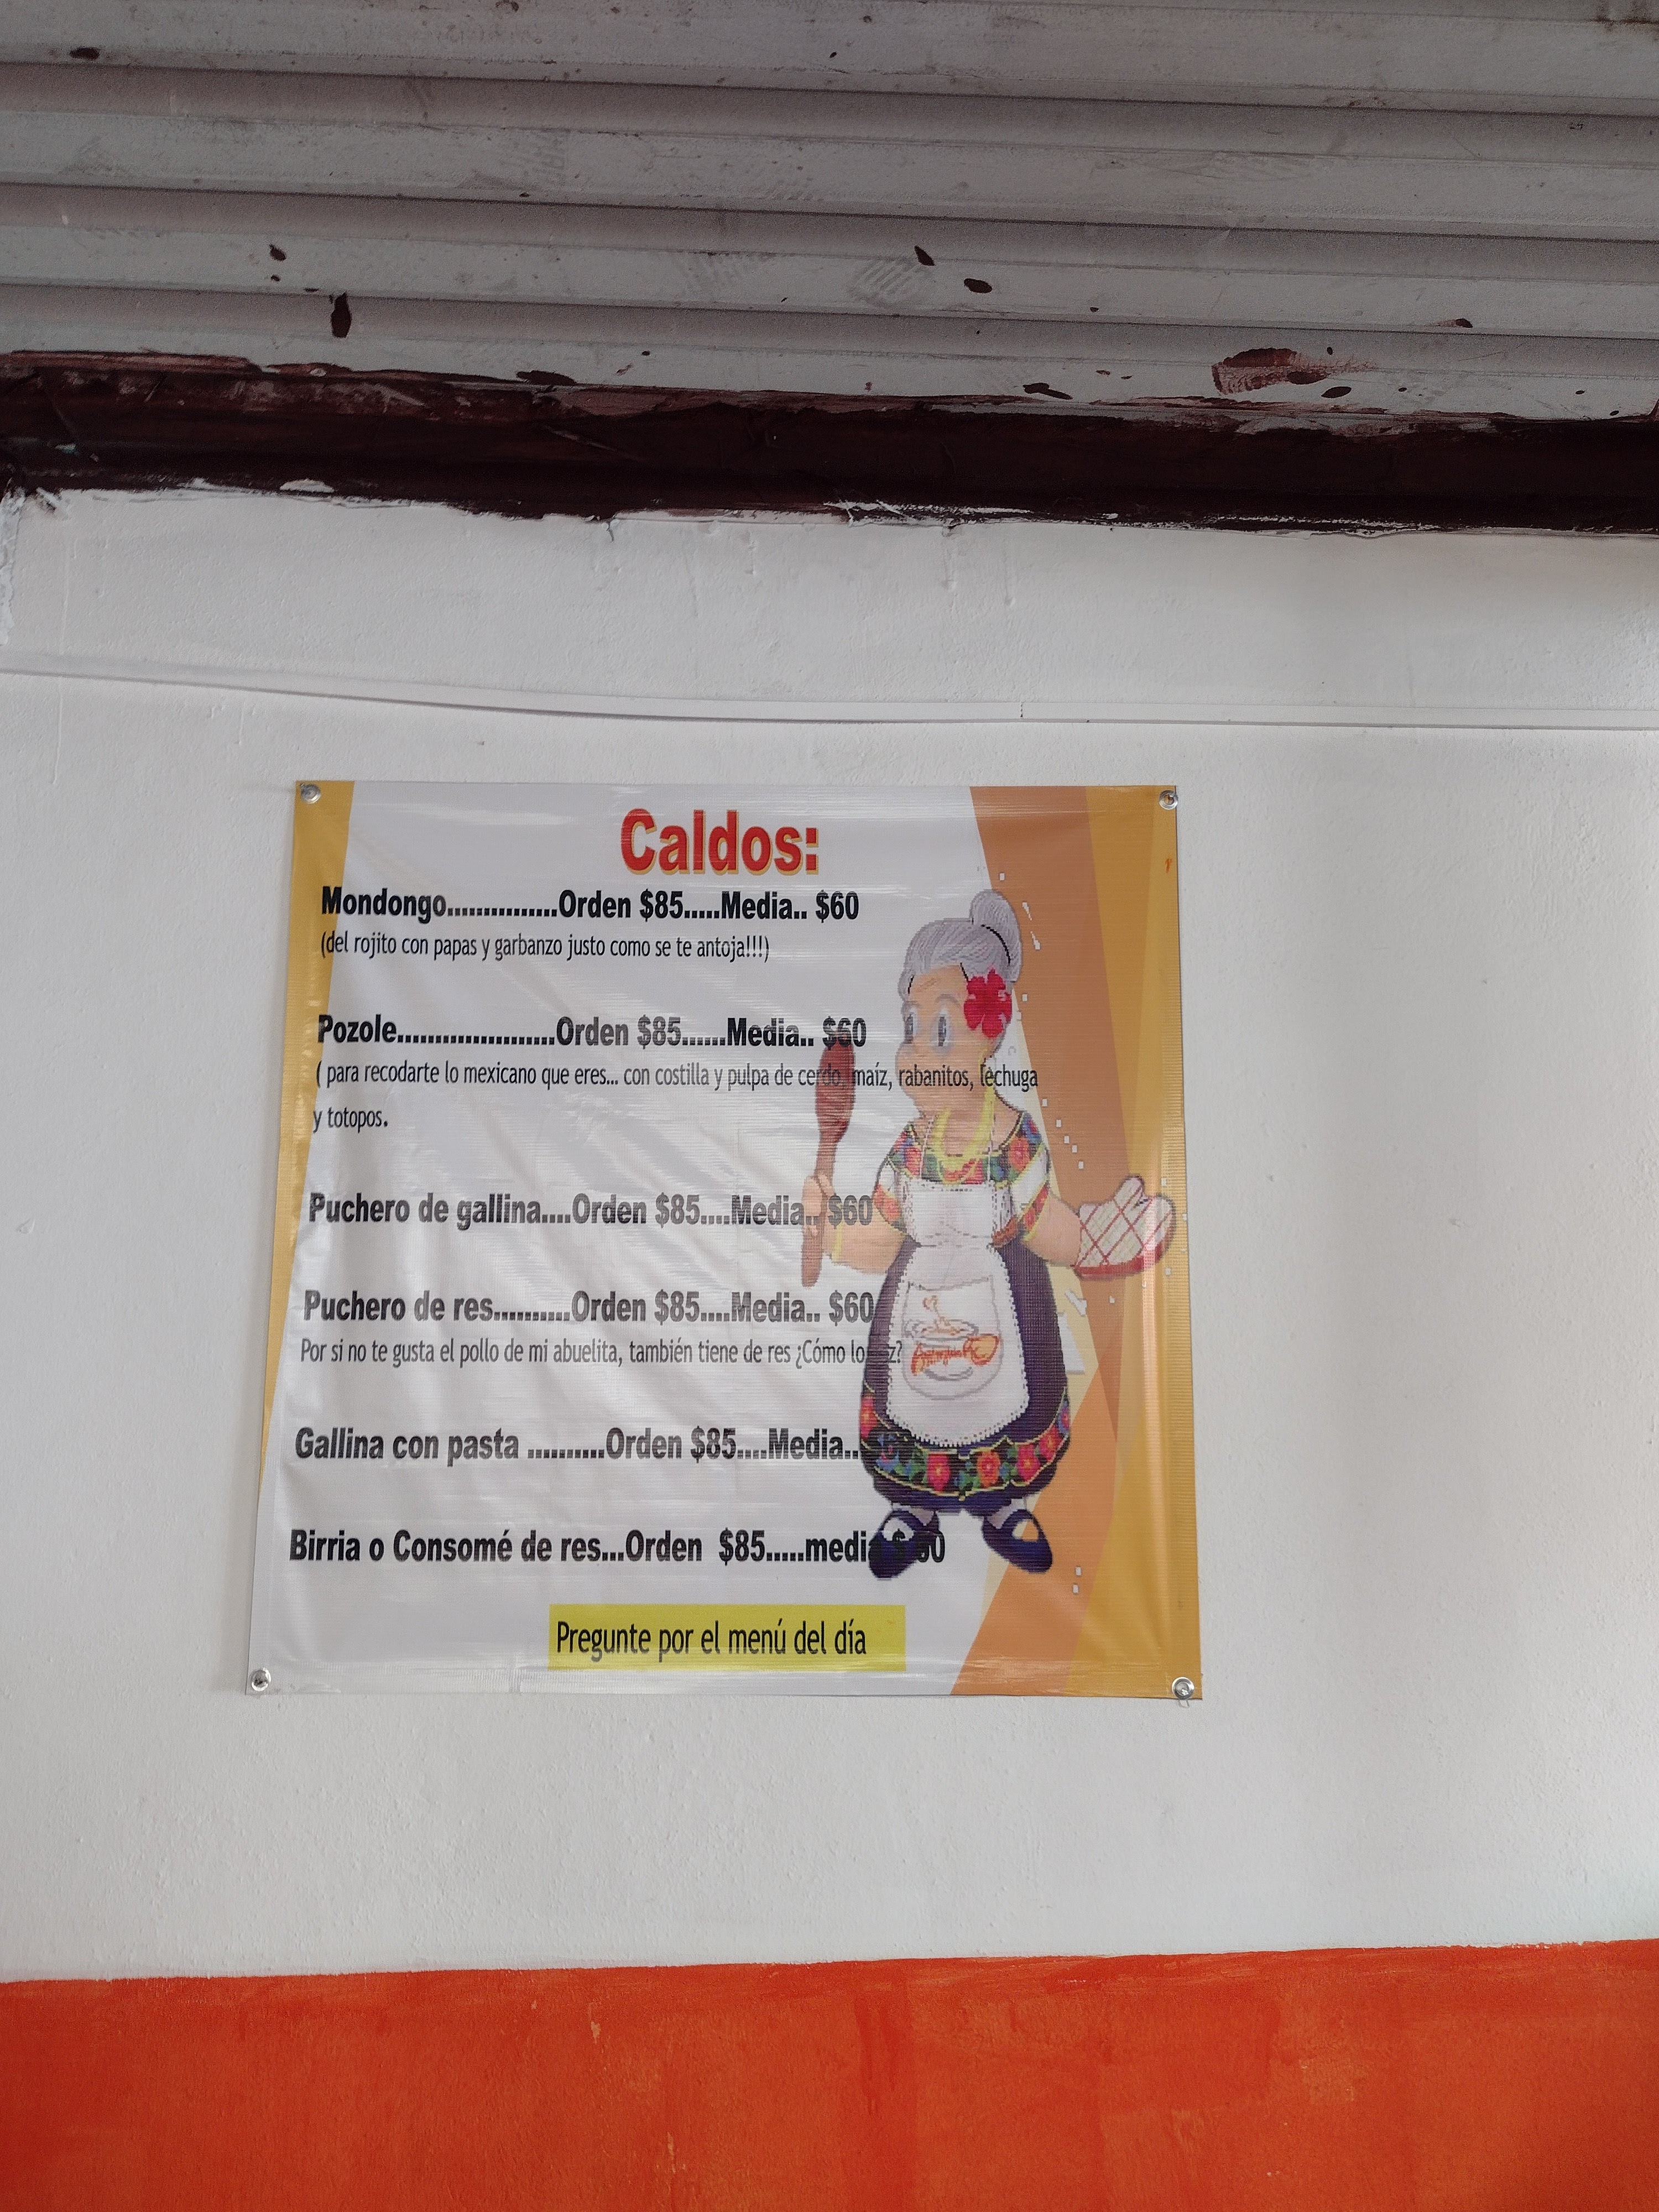 Caldos:
Mondongo...............Orden $85.....Media.. $60
(del rojito con papas y garbanzo justo como se te antoja!!!)
Pozole......................Orden $85......Media.. $60
( para recodarte lo mexicano que eres... con costilla y pulpa de cerdo, maíz, rabanitos, lechuga
y totopos.
Puchero de gallina....Orden $85....Media.. $60
Puchero de res..........Orden $85....Media.. $60
Por si no te gusta el pollo de mi abuelita, también tiene de res ¿Cómo lo
Gallina con pasta ..........Orden $85....Media..
Birria o Consomé de res...Orden $85.....media
Pregunte por el menú del día